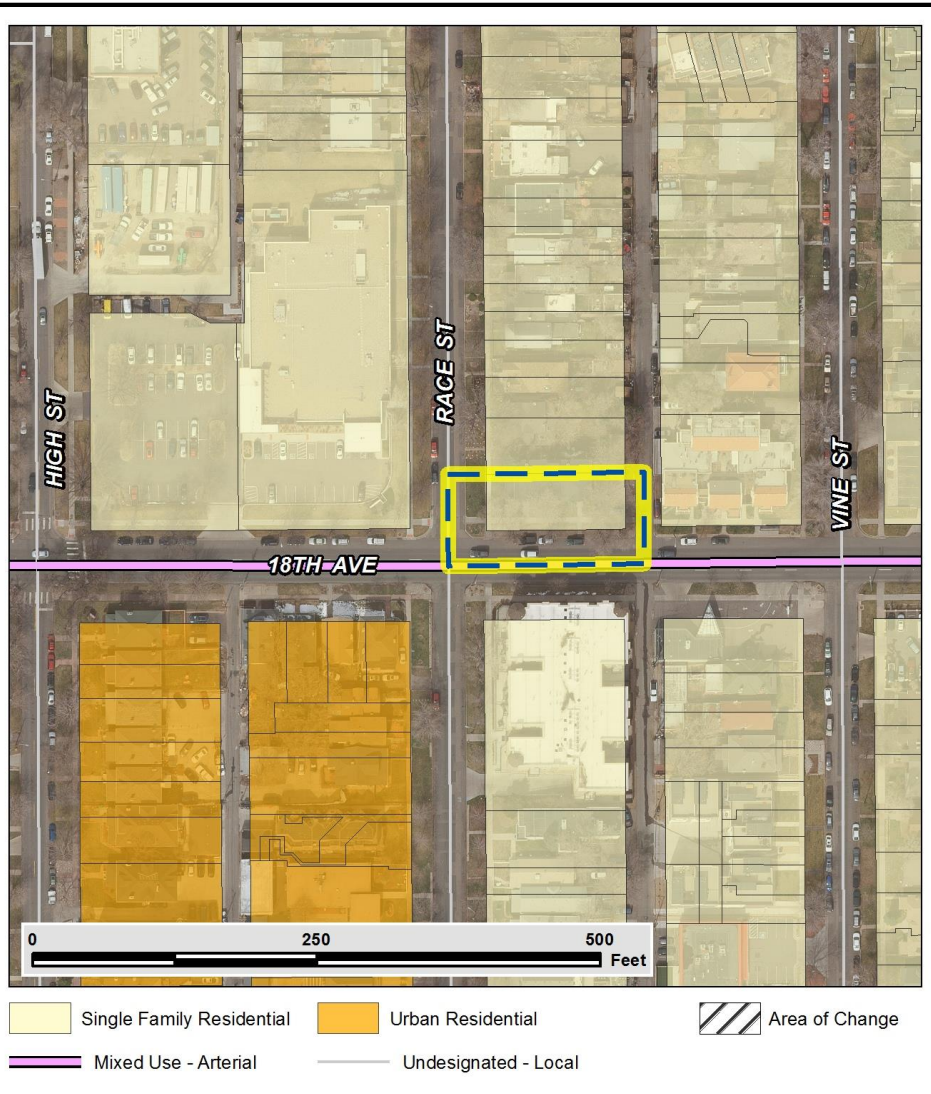 HIGH ST
RACE ST
VINE ST
18TH AVE
0 250 500
Feet
Single Family Residential
Urban Residential
Area of Change
Mixed Use - Arterial
Undesignated - Local